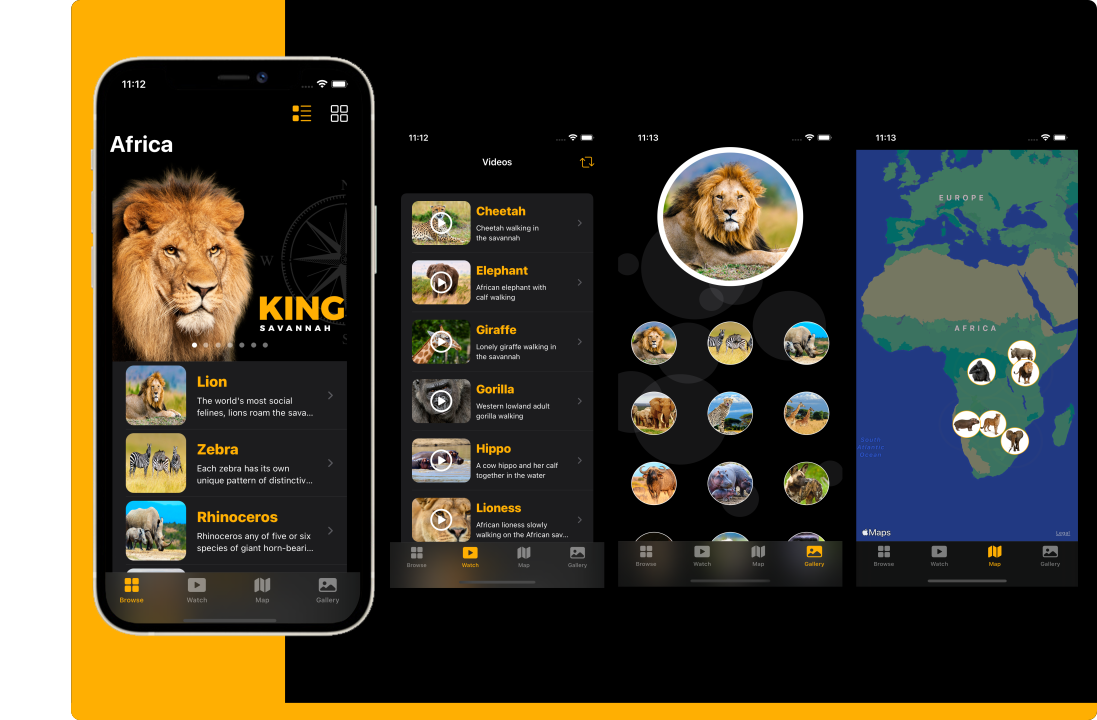 11:12
Africa
N
W
S
KING
SAVANNAH
Lion
The world's most social
felines, lions roam the sava...
Zebra
Each zebra has its own
unique pattern of distinctiv...
Rhinoceros
Rhinoceros any of five or six
species of giant horn-beari...
Browse
Watch
Map
Gallery
11:12
Videos
Cheetah
Cheetah walking in
the savannah
Elephant
African elephant with
calf walking
Giraffe
Lonely giraffe walking in
the savannah
Gorilla
Western lowland adult
gorilla walking
Hippo
A cow hippo and her calf
together in the water
Lioness
African lioness slowly
walking on the African sav...
Browse
Watch
Map
Gallery
11:13
Browse
Watch
Map
Gallery
11:13
EUROPE
AFRICA
South
Atlantic
Ocean
Maps
Legal
Browse
Watch
Map
Gallery